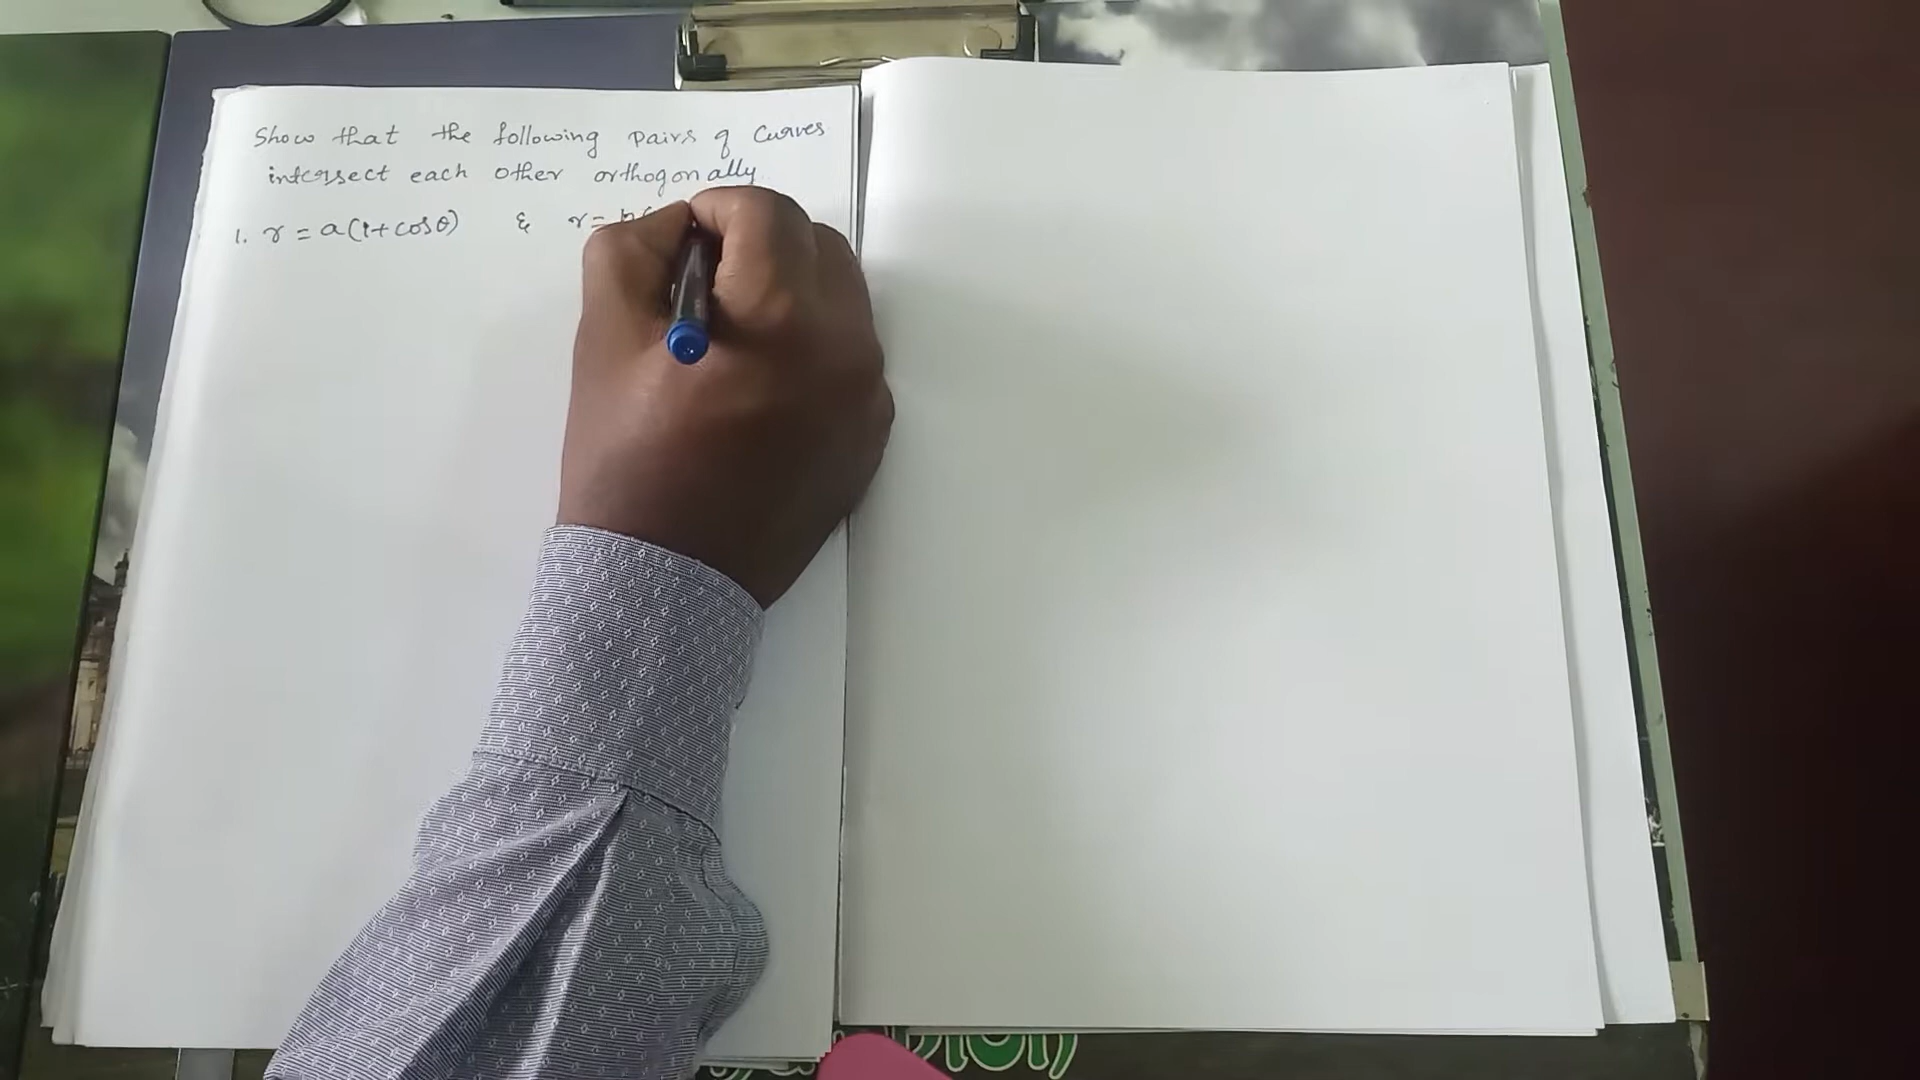 Show that the following pairs of Curves
intersect each other orthogonally.
1. r = a(1+cosθ) & r = b(